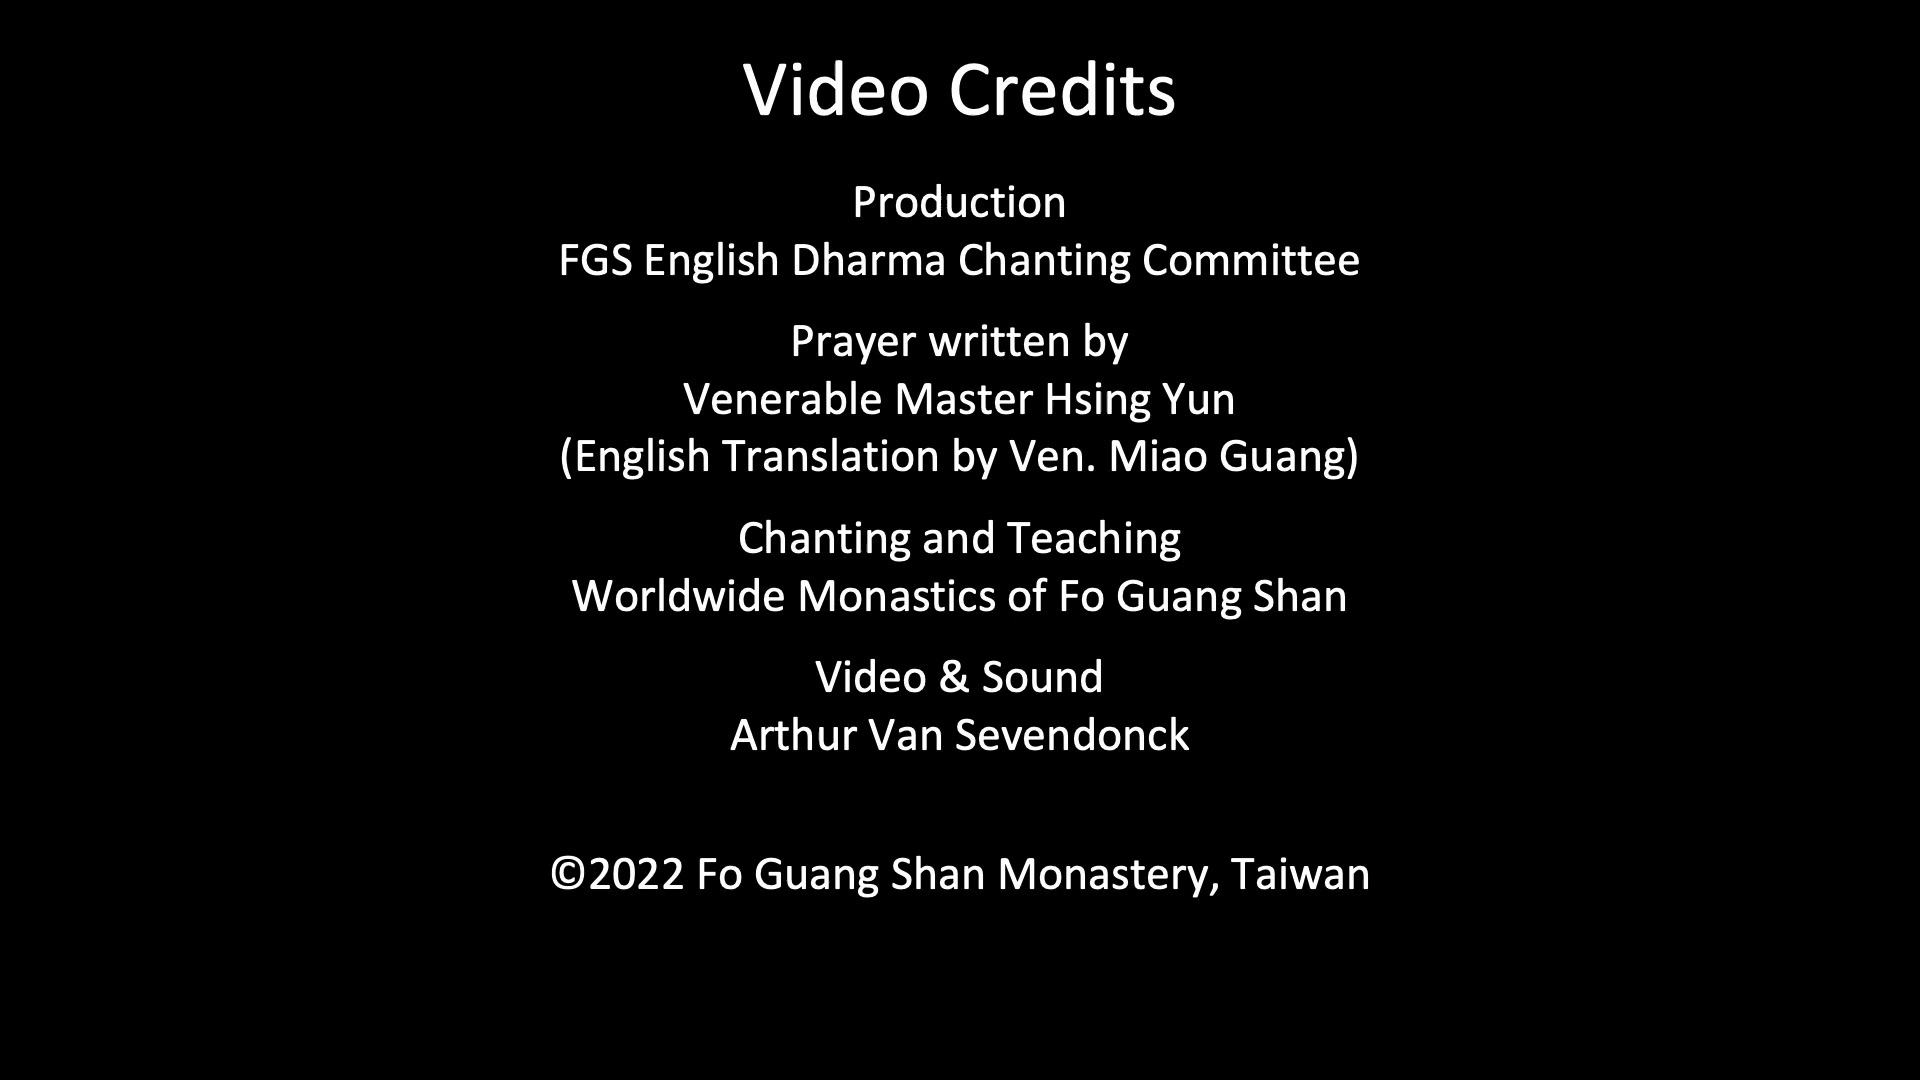 Video Credits
Production
FGS English Dharma Chanting Committee
Prayer written by
Venerable Master Hsing Yun
(English Translation by Ven. Miao Guang)
Chanting and Teaching
Worldwide Monastics of Fo Guang Shan
Video & Sound
Arthur Van Sevendonck
©2022 Fo Guang Shan Monastery, Taiwan